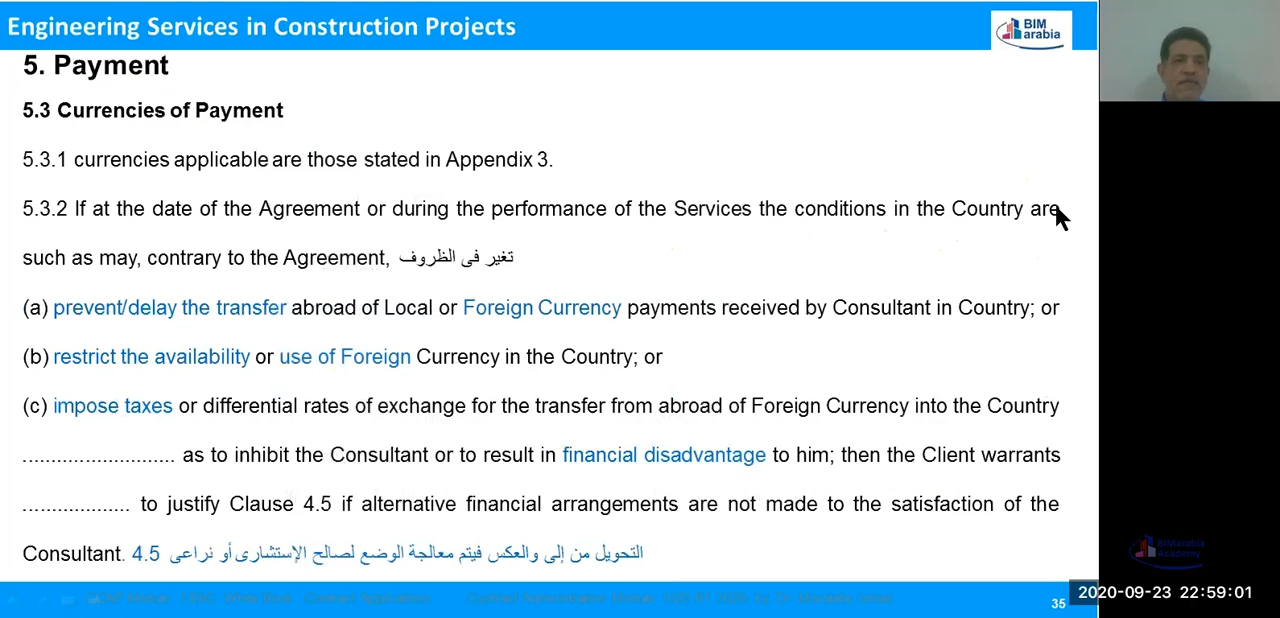 Engineering Services in Construction Projects
BIM
arabia
5. Payment
5.3 Currencies of Payment
5.3.1 currencies applicable are those stated in Appendix 3.
5.3.2 If at the date of the Agreement or during the performance of the Services the conditions in the Country are
such as may, contrary to the Agreement, تغير فى الظروف
(a) prevent/delay the transfer abroad of Local or Foreign Currency payments received by Consultant in Country; or
(b) restrict the availability or use of Foreign Currency in the Country; or
(c) impose taxes or differential rates of exchange for the transfer from abroad of Foreign Currency into the Country
.......................... as to inhibit the Consultant or to result in financial disadvantage to him; then the Client warrants
................... to justify Clause 4.5 if alternative financial arrangements are not made to the satisfaction of the
Consultant. التحويل من إلى والعكس فيتم معالجة الوضع لصالح الإستشارى أو نراعى 4.5
BIMarabia
Academy
35
2020-09-23 22:59:01